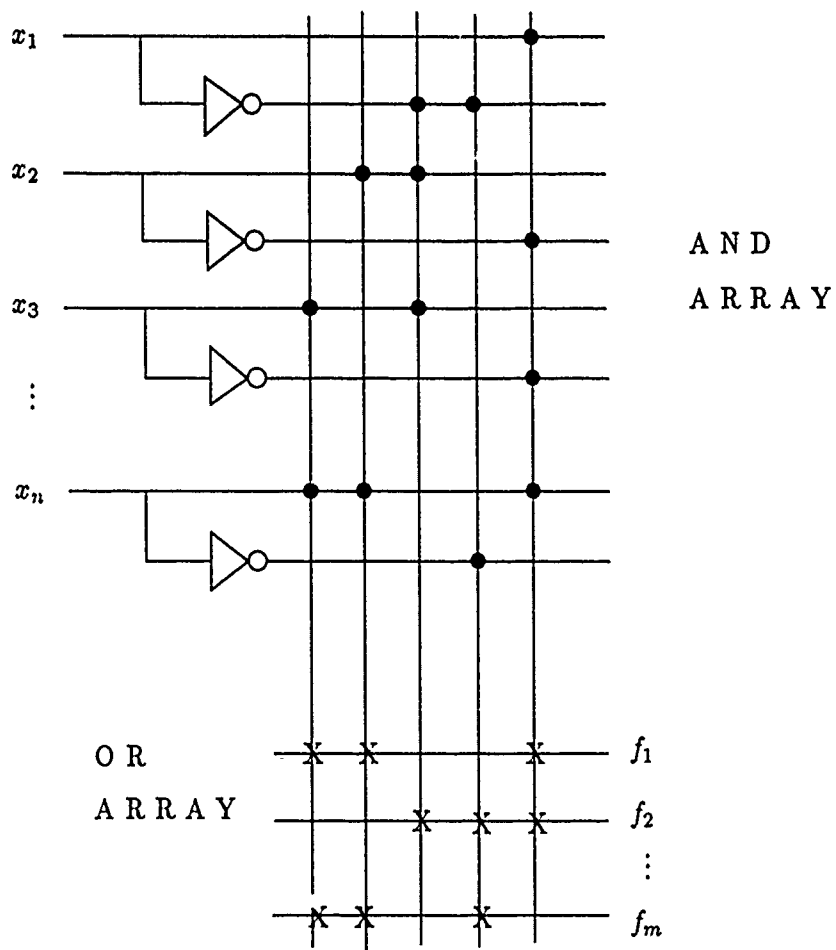 x₁
x₂
AND
ARRAY
x₃
⋮
xₙ
OR
ARRAY
X X X f₁
X X X f₂
⋮
X X X fₘ